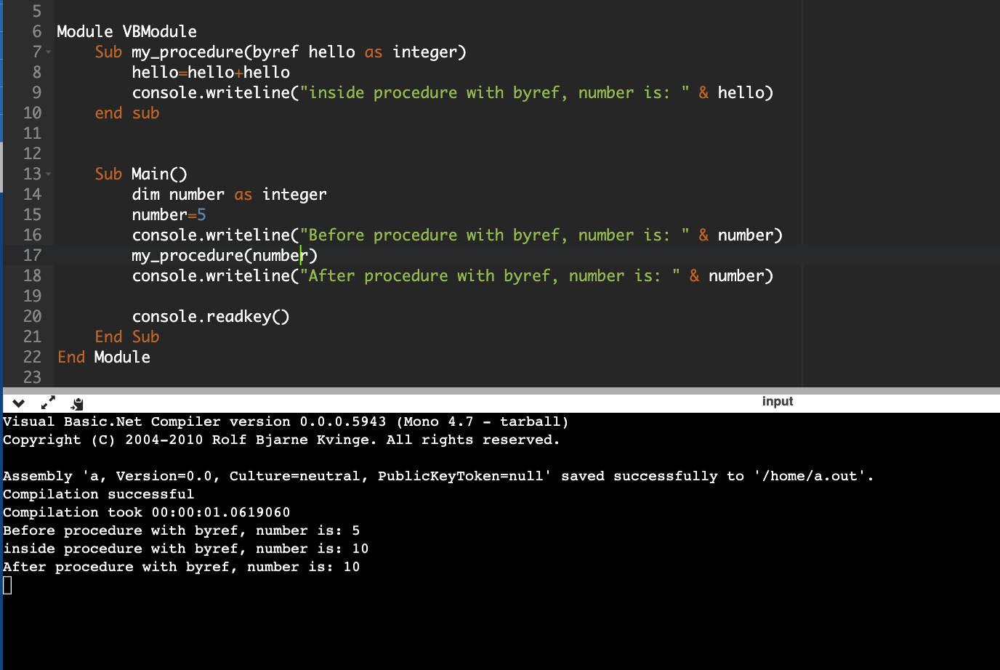 5
6 Module VBModule
7 Sub my_procedure(byref hello as integer)
8 hello=hello+hello
9 console.writeline("inside procedure with byref, number is: " & hello)
10 end sub
11
12
13 Sub Main()
14 dim number as integer
15 number=5
16 console.writeline("Before procedure with byref, number is: " & number)
17 my_procedure(number)
18 console.writeline("After procedure with byref, number is: " & number)
19
20 console.readkey()
21 End Sub
22 End Module
23
input
Visual Basic.Net Compiler version 0.0.0.5943 (Mono 4.7 - tarball)
Copyright (C) 2004-2010 Rolf Bjarne Kvinge. All rights reserved.
Assembly 'a, Version=0.0, Culture=neutral, PublicKeyToken=null' saved successfully to '/home/a.out'.
Compilation successful
Compilation took 00:00:01.0619060
Before procedure with byref, number is: 5
inside procedure with byref, number is: 10
After procedure with byref, number is: 10